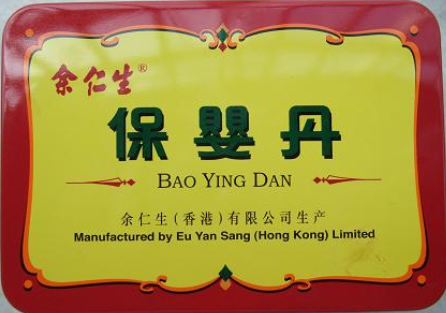 余仁生®
保嬰丹
BAO YING DAN
余仁生(香港)有限公司生产
Manufactured by Eu Yan Sang (Hong Kong) Limited